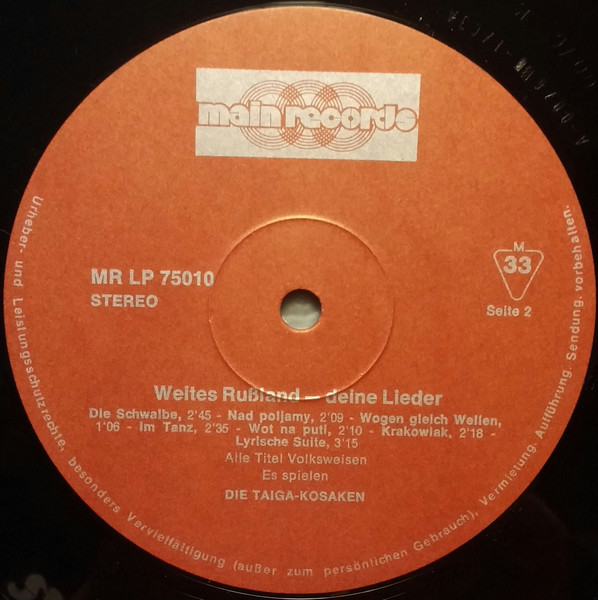 main records
MR LP 75010
STEREO
M
33
Seite 2
Weites Rußland — deine Lieder
Die Schwalbe, 2'45 - Nad poljamy, 2'09 - Wogen gleich Wellen,
1'06 - Im Tanz, 2'35 - Wot na puti, 2'10 - Krakowiak, 2'18 -
Lyrische Suite, 3'15
Alle Titel Volksweisen
Es spielen
DIE TAIGA-KOSAKEN
Urheber- und Leistungsschutzrechte, besonders Vervielfältigung (außer zum persönlichen Gebrauch), Vermietung, Aufführung, Sendung, vorbehalten.